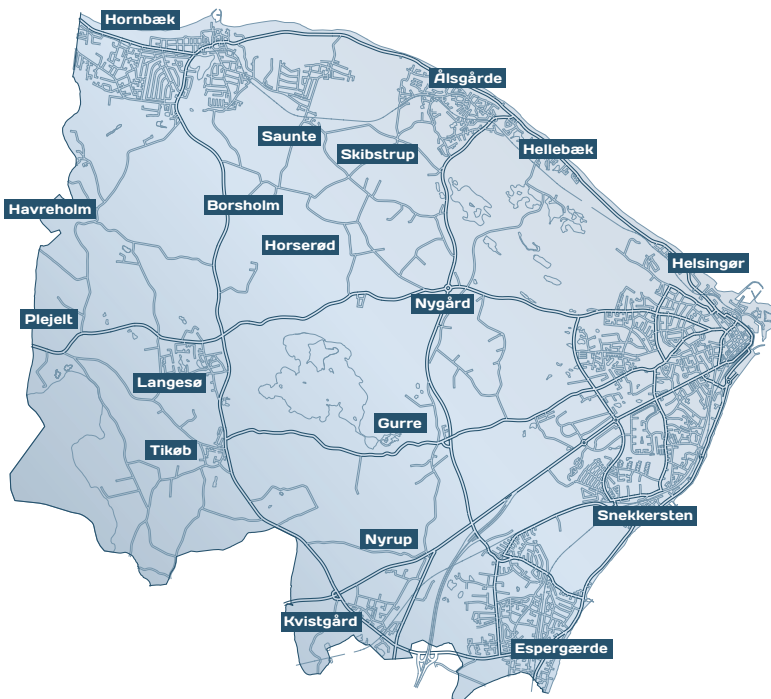 Hornbæk
Ålsgårde
Saunte
Skibstrup
Hellebæk
Havreholm
Borsholm
Horserød
Helsingør
Nygård
Plejelt
Langesø
Gurre
Tikøb
Snekkersten
Nyrup
Kvistgård
Espergærde